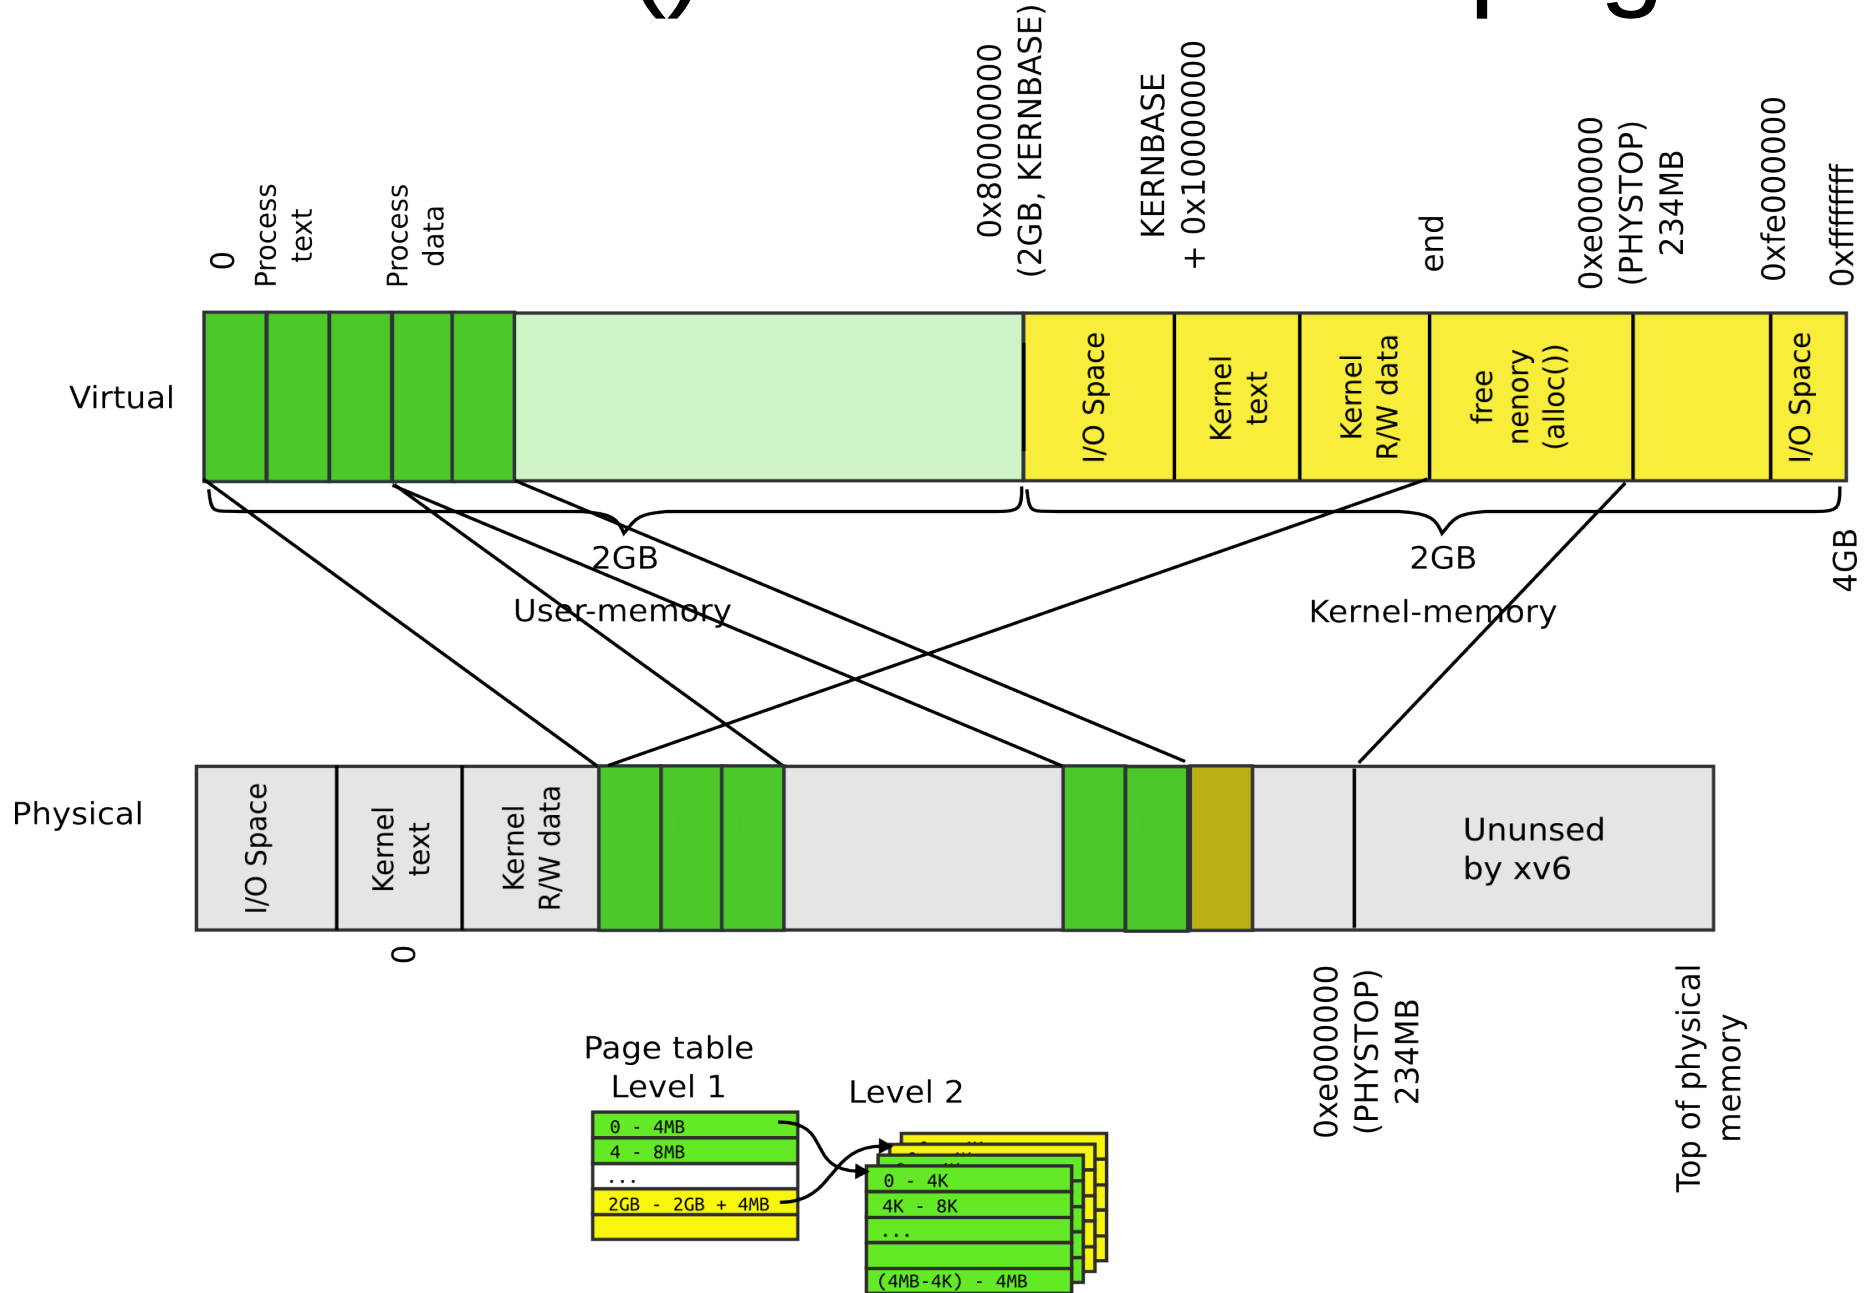 ()
0
Process
text
Process
data
0x80000000
(2GB, KERNBASE)
KERNBASE
+ 0x10000000
end
0xe000000
(PHYSTOP)
234MB
0xfe000000
0xffffffff
Virtual
I/O Space
Kernel
text
Kernel
R/W data
free
nenory
(alloc())
I/O Space
2GB
2GB
4GB
User-memory
Kernel-memory
Physical
I/O Space
Kernel
text
Kernel
R/W data
Ununsed
by xv6
0
0xe000000
(PHYSTOP)
234MB
Top of physical
memory
Page table
Level 1
Level 2
0 - 4MB
4 - 8MB
...
2GB - 2GB + 4MB
0 - 4K
4K - 8K
...
(4MB-4K) - 4MB